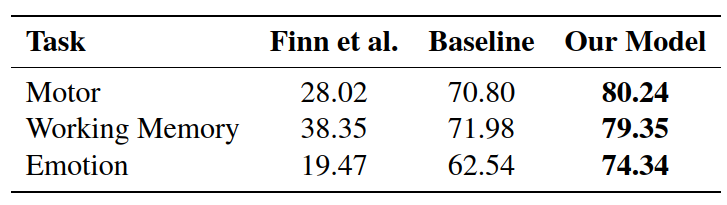 Task Finn et al. Baseline Our Model
Motor 28.02 70.80 80.24
Working Memory 38.35 71.98 79.35
Emotion 19.47 62.54 74.34